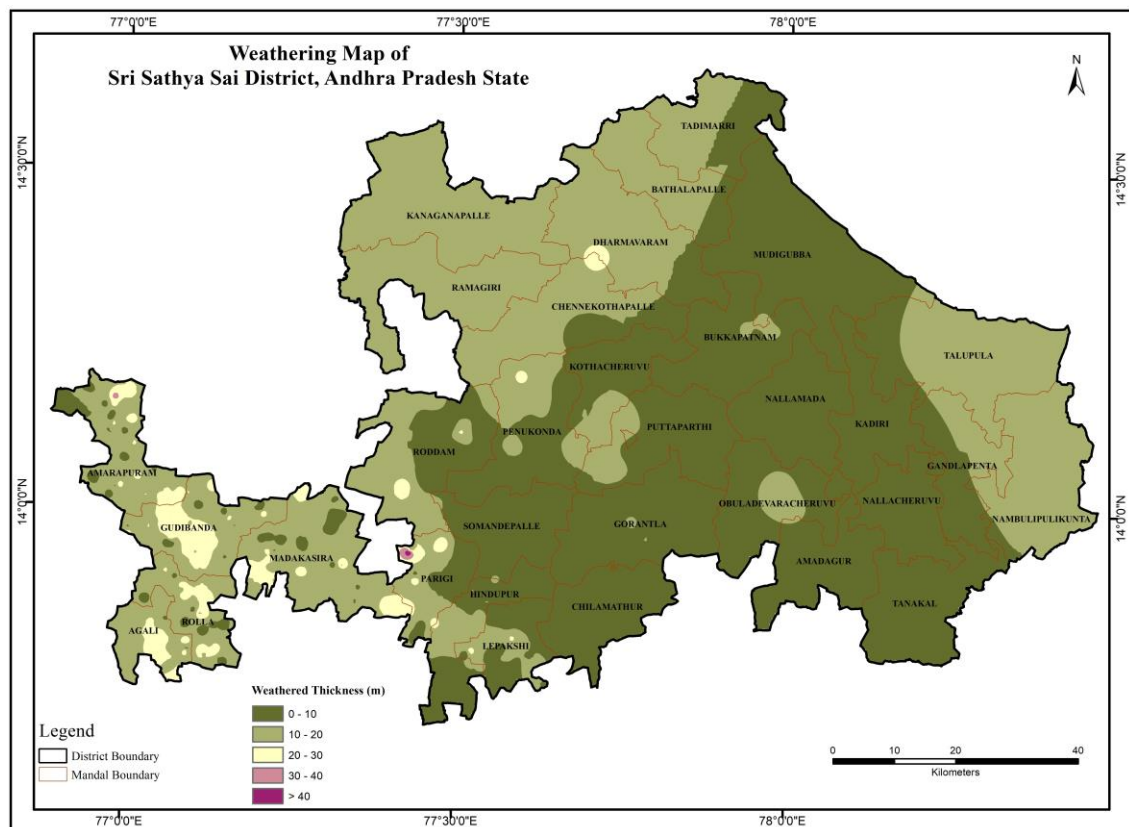 77°0'0"E
77°30'0"E
78°0'0"E
Weathering Map of
Sri Sathya Sai District, Andhra Pradesh State
N
14°30'0"N
14°30'0"N
TADIMARRI
BATHALAPALLE
KANAGANAPALLE
DHARMAVARAM
MUDIGUBBA
RAMAGIRI
CHENNEKOTHAPALLE
BUKKAPATNAM
TALUPULA
KOTHACHERUVU
NALLAMADA
KADIRI
PENUKONDA
PUTTAPARTHI
RODDAM
GANDLAPENTA
AMARAPURAM
14°0'0"N
14°0'0"N
OBULADEVARACHERUVU
NALLACHERUVU
NAMBULIPULIKUNTA
GUDIBANDA
SOMANDEPALLE
GORANTLA
MADAKASIRA
AMADAGUR
PARIGI
HINDUPUR
CHILAMATHUR
TANAKAL
AGALI
ROLLA
LEPAKSHI
Weathered Thickness (m)
0 - 10
10 - 20
20 - 30
30 - 40
> 40
Legend
District Boundary
Mandal Boundary
0 10 20 40
Kilometers
77°0'0"E
77°30'0"E
78°0'0"E